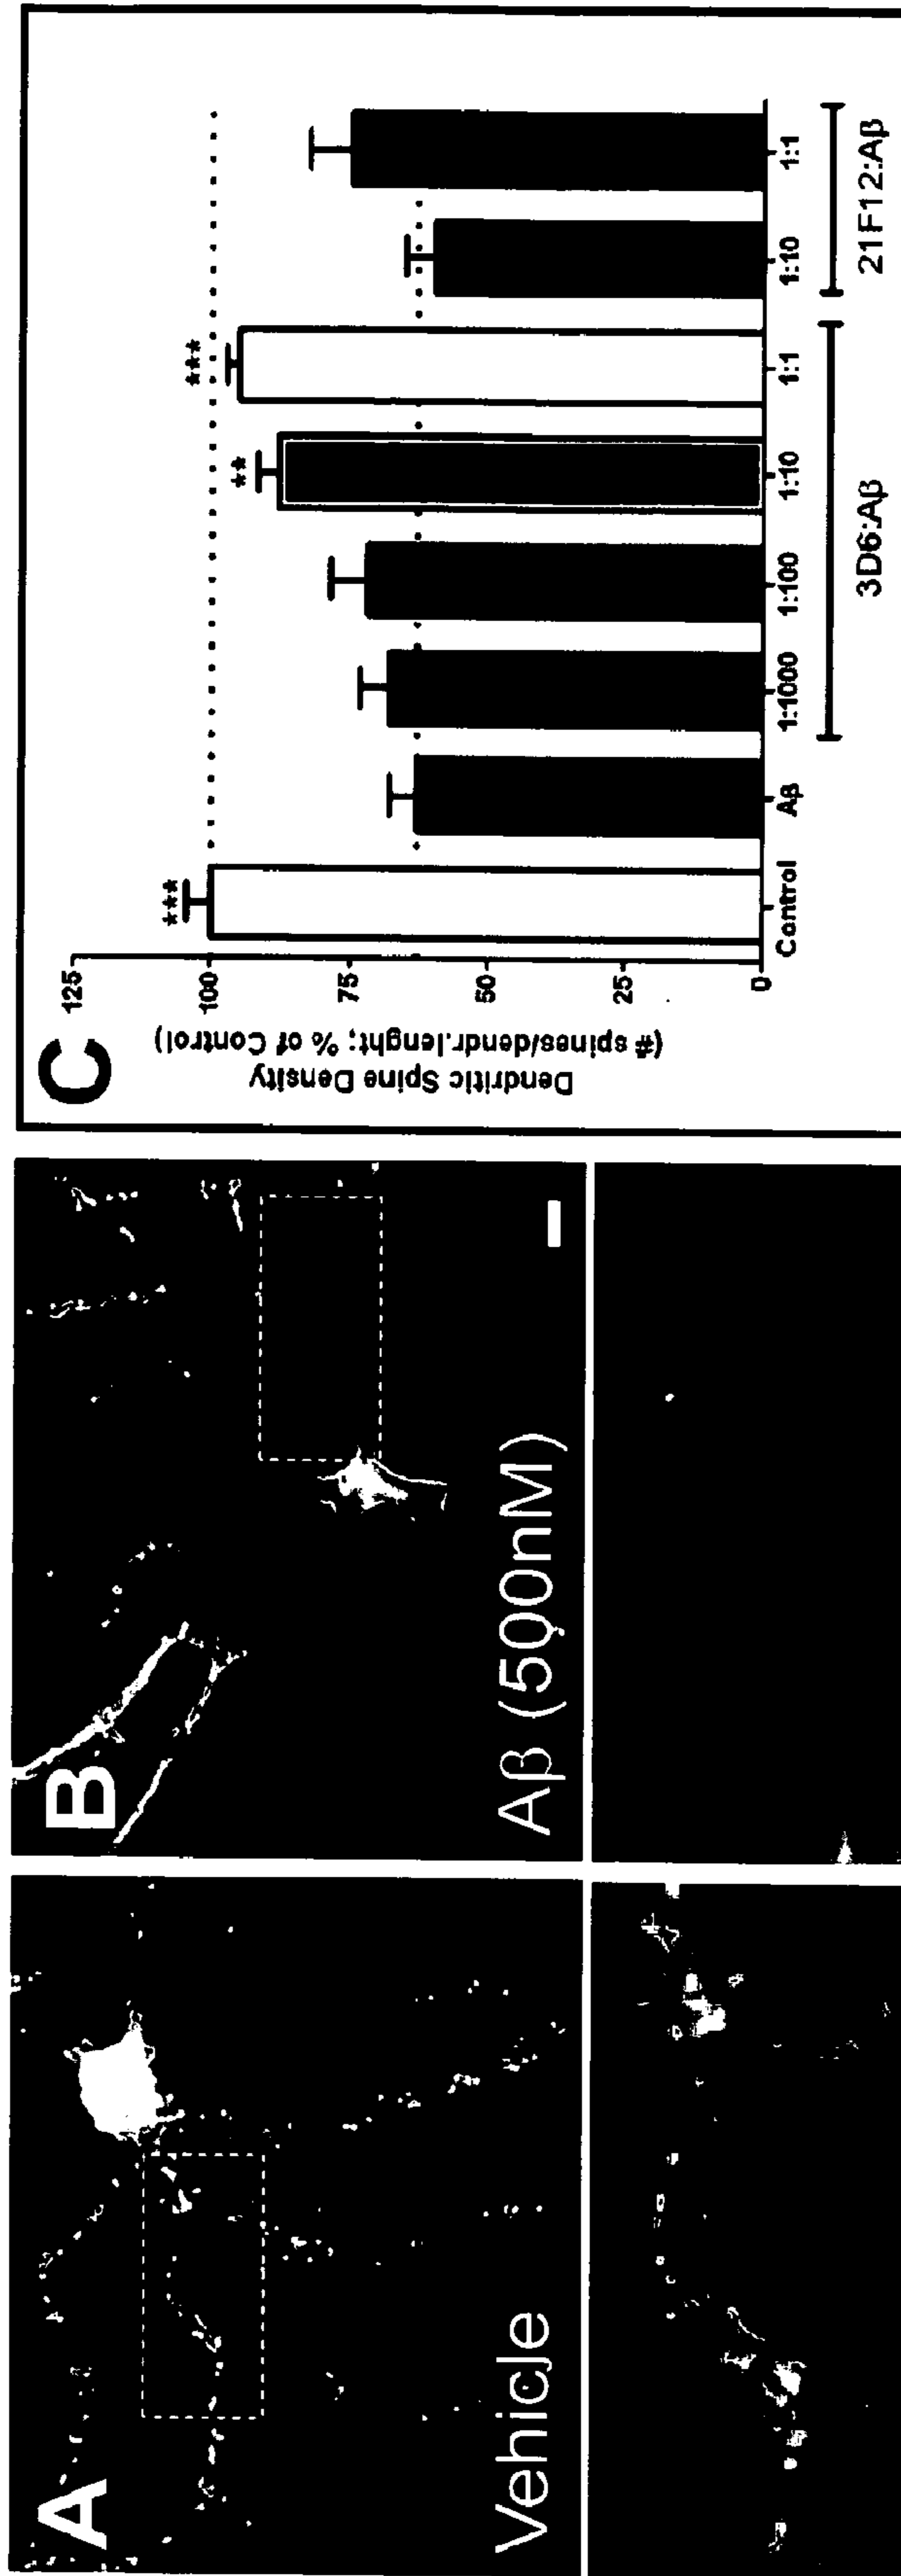 A
Vehicle
B
Aβ (500nM)
C
Dendritic Spine Density
(# spines/dendr.lenght; % of Control)
125
100
75
50
25
0
***
**
***
Control
Aβ
1:1000
1:100
1:10
1:1
1:10
1:1
3D6:Aβ
21F12:Aβ